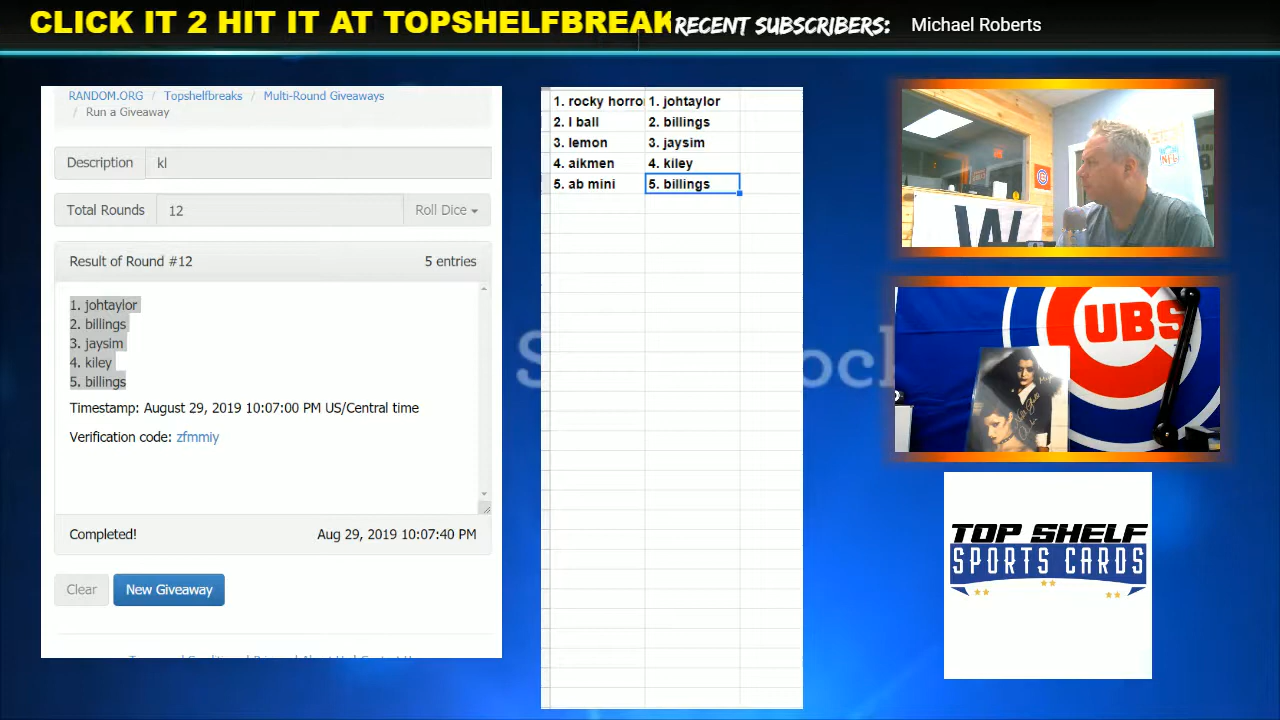 CLICK IT 2 HIT IT AT TOPSHELFBREAK
RECENT SUBSCRIBERS: Michael Roberts
RANDOM.ORG / Topshelfbreaks / Multi-Round Giveaways
/ Run a Giveaway
Description kl
Total Rounds 12 Roll Dice
Result of Round #12 5 entries
1. johtaylor
2. billings
3. jaysim
4. kiley
5. billings
Timestamp: August 29, 2019 10:07:00 PM US/Central time
Verification code: zfmmiy
Completed! Aug 29, 2019 10:07:40 PM
Clear New Giveaway
1. rocky horro 1. johtaylor
2. l ball 2. billings
3. lemon 3. jaysim
4. aikmen 4. kiley
5. ab mini 5. billings
W
UBS
TOP SHELF
SPORTS CARDS